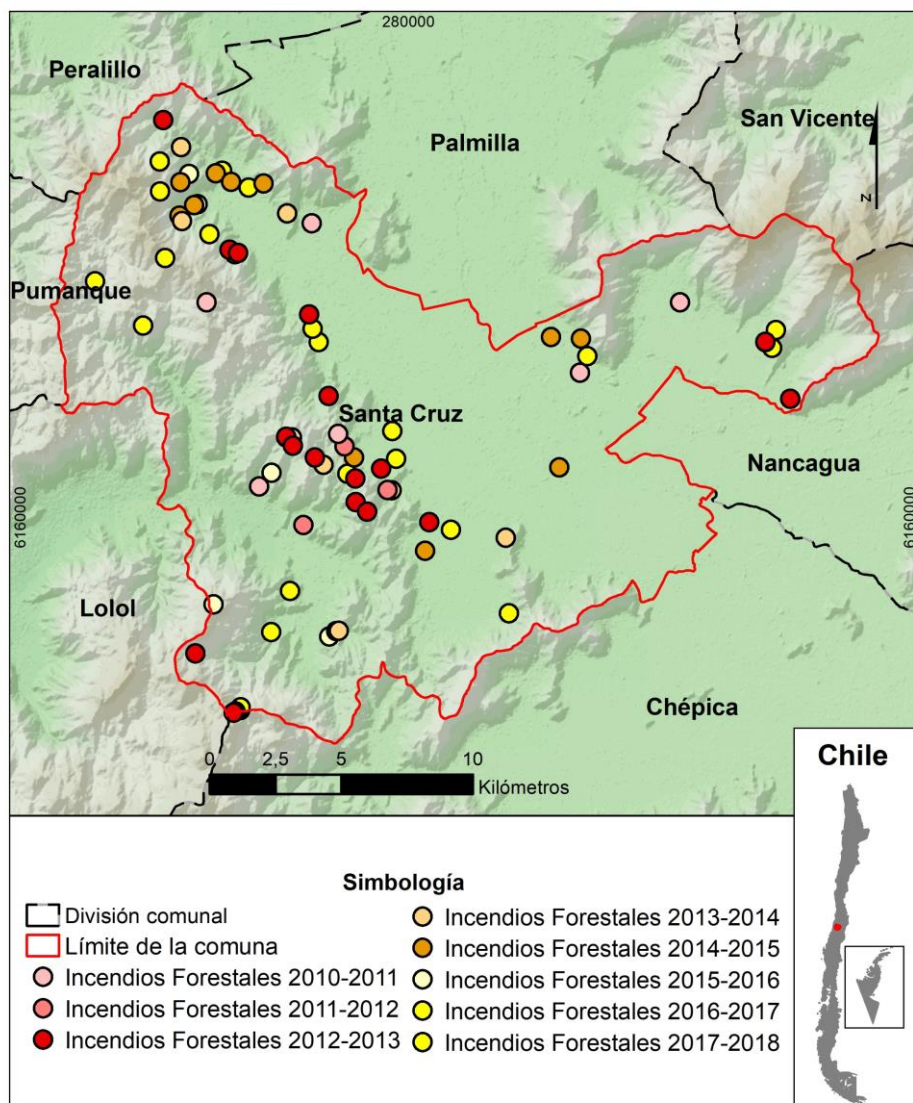 280000
Peralillo
San Vicente
Palmilla
N
Pumanque
Santa Cruz
Nancagua
6160000
6160000
Lolol
Chépica
0 2,5 5 10
Kilómetros
Chile
Simbología
División comunal
Límite de la comuna
Incendios Forestales 2010-2011
Incendios Forestales 2011-2012
Incendios Forestales 2012-2013
Incendios Forestales 2013-2014
Incendios Forestales 2014-2015
Incendios Forestales 2015-2016
Incendios Forestales 2016-2017
Incendios Forestales 2017-2018